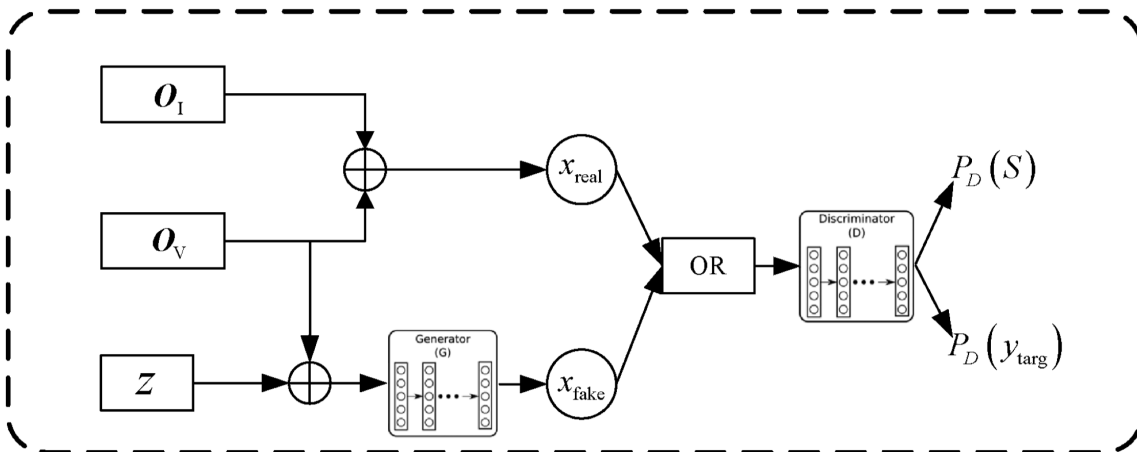 O_I
x_real
P_D(S)
O_V
Discriminator
(D)
OR
Generator
(G)
P_D(y_targ)
z
x_fake